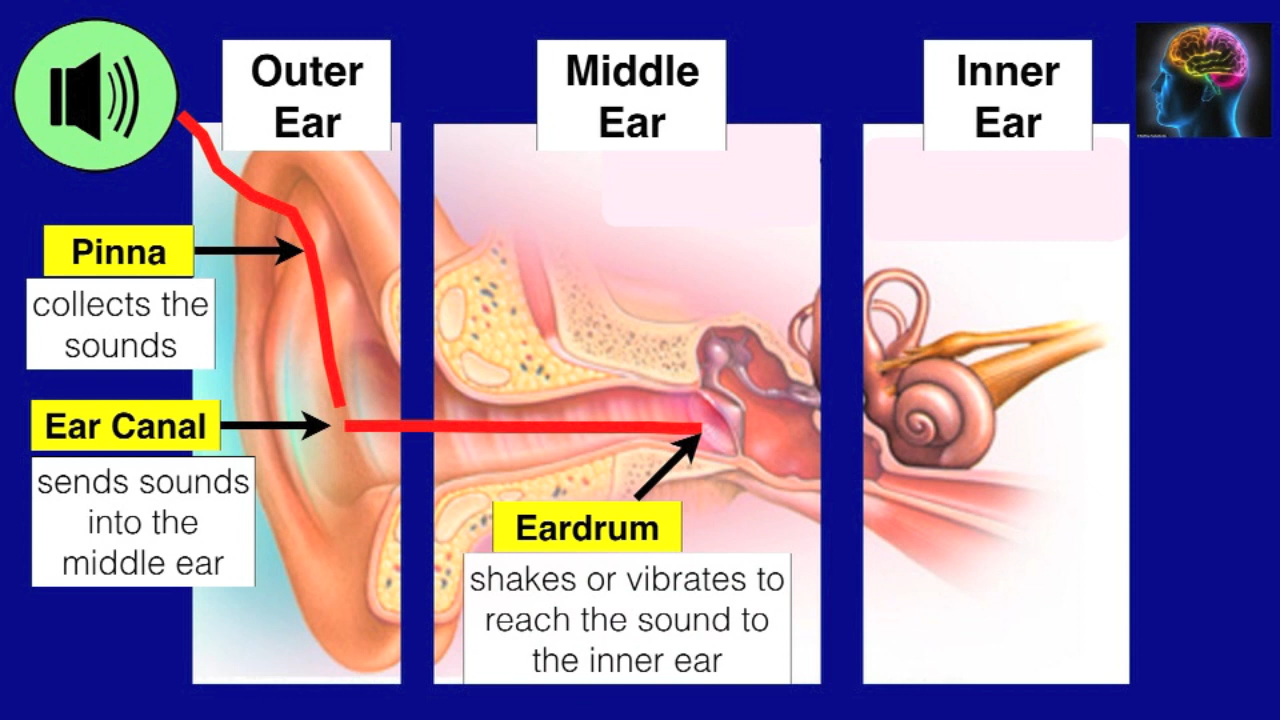 Outer
Ear
Middle
Ear
Inner
Ear
Pinna
collects the
sounds
Ear Canal
sends sounds
into the
middle ear
Eardrum
shakes or vibrates to
reach the sound to
the inner ear